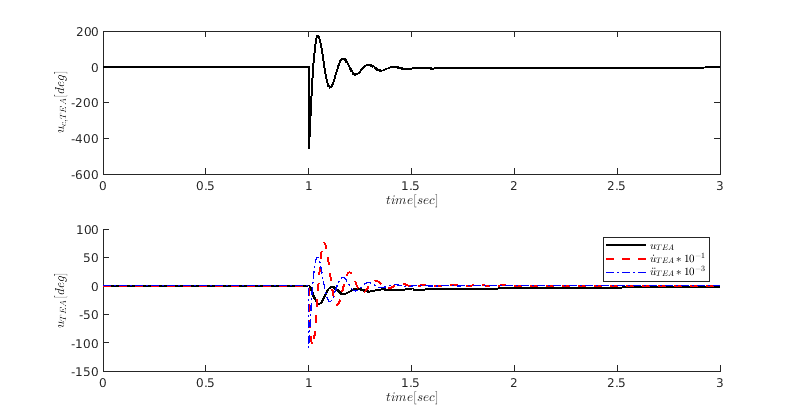 200
0
-200
-400
-600
u_{c,TEA}[deg]
0 0.5 1 1.5 2 2.5 3
time[sec]
100
50
0
-50
-100
-150
u_{TEA}[deg]
u_{TEA}
u̇_{TEA} * 10^{-1}
ü_{TEA} * 10^{-3}
0 0.5 1 1.5 2 2.5 3
time[sec]